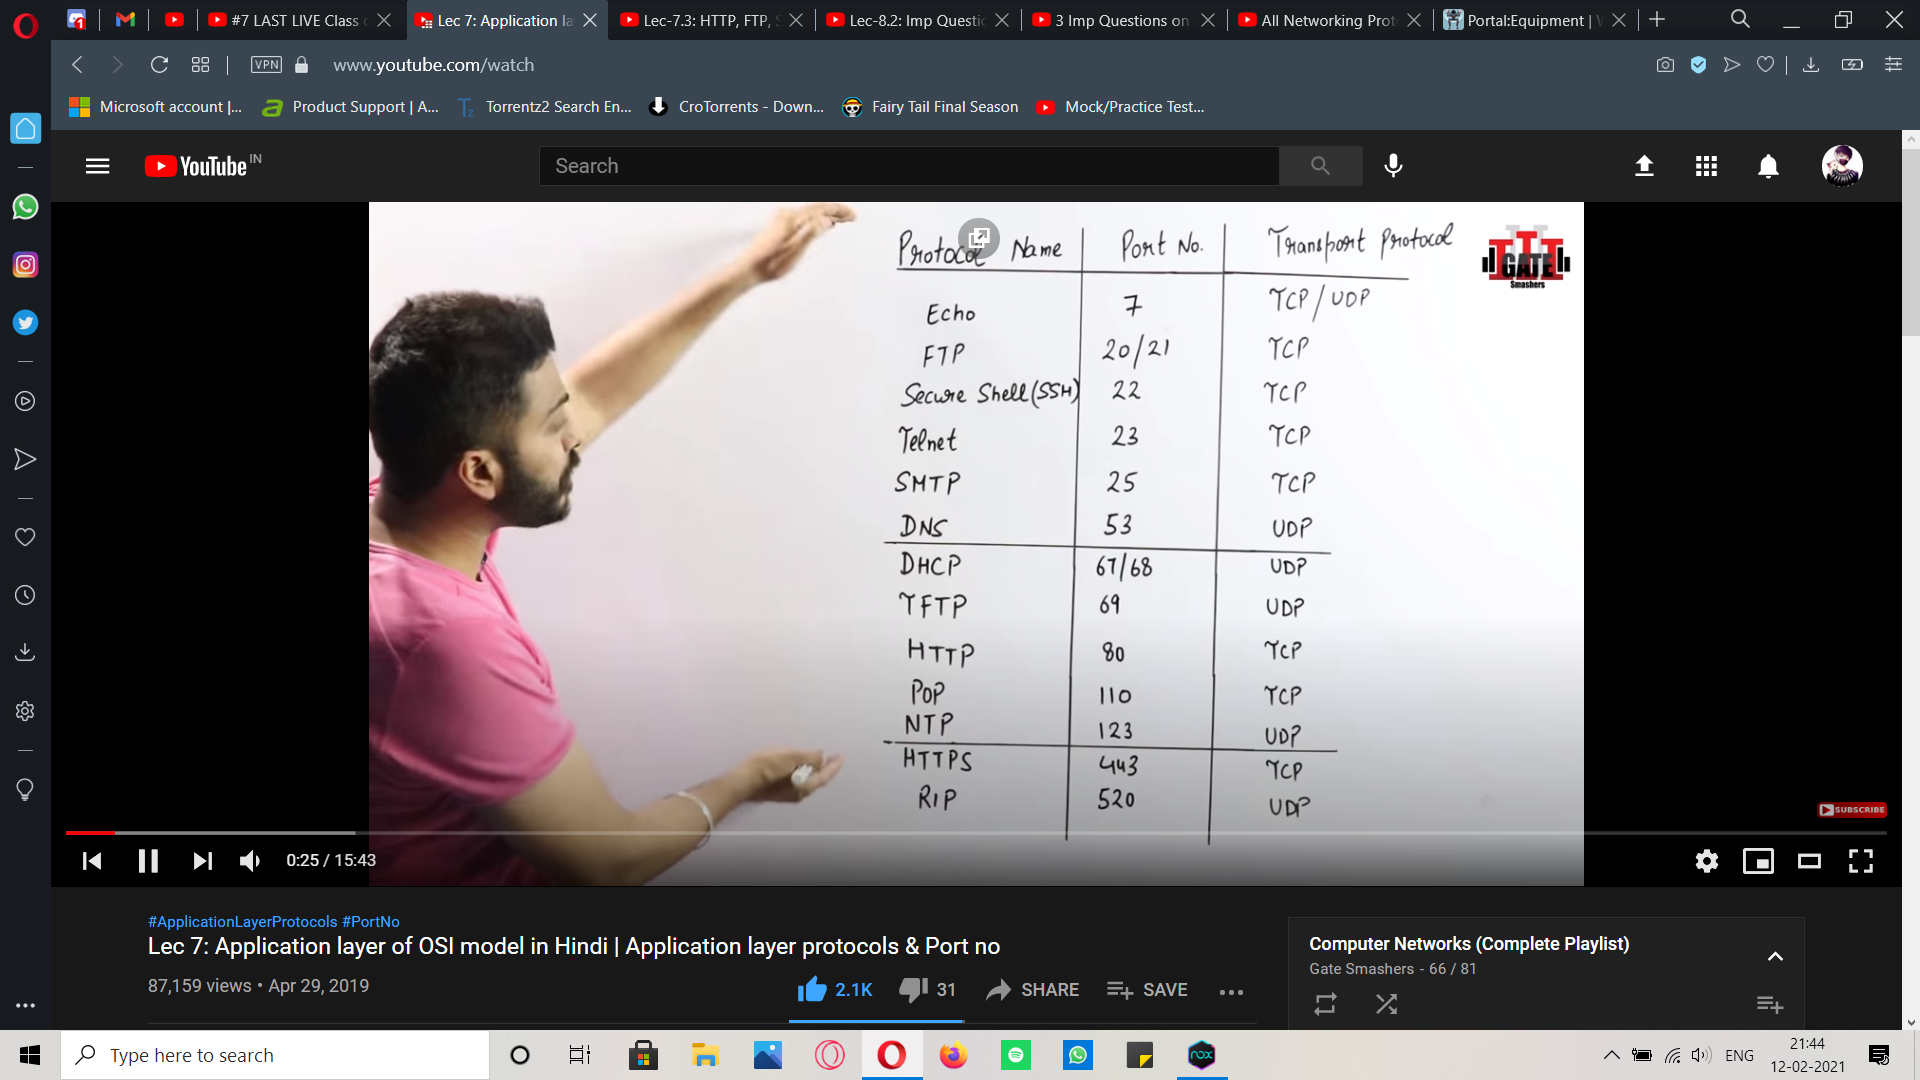 #7 LAST LIVE Class
Lec 7: Application la
Lec-7.3: HTTP, FTP, S
Lec-8.2: Imp Questi
3 Imp Questions on
All Networking Prot
Portal:Equipment | W
VPN
www.youtube.com/watch
Microsoft account |...
Product Support | A...
Torrentz2 Search En...
CroTorrents - Down...
Fairy Tail Final Season
Mock/Practice Test...
YouTube IN
Search
Protocol Name Port No. Transport Protocol
Echo 7 TCP/UDP
FTP 20/21 TCP
Secure Shell(SSH) 22 TCP
Telnet 23 TCP
SMTP 25 TCP
DNS 53 UDP
DHCP 67/68 UDP
TFTP 69 UDP
HTTP 80 TCP
POP 110 TCP
NTP 123 UDP
HTTPS 443 TCP
RIP 520 UDP
GATE
Smashers
SUBSCRIBE
0:25 / 15:43
#ApplicationLayerProtocols #PortNo
Lec 7: Application layer of OSI model in Hindi | Application layer protocols & Port no
87,159 views • Apr 29, 2019
2.1K
31
SHARE
SAVE
Computer Networks (Complete Playlist)
Gate Smashers - 66 / 81
Type here to search
nox
ENG
21:44
12-02-2021